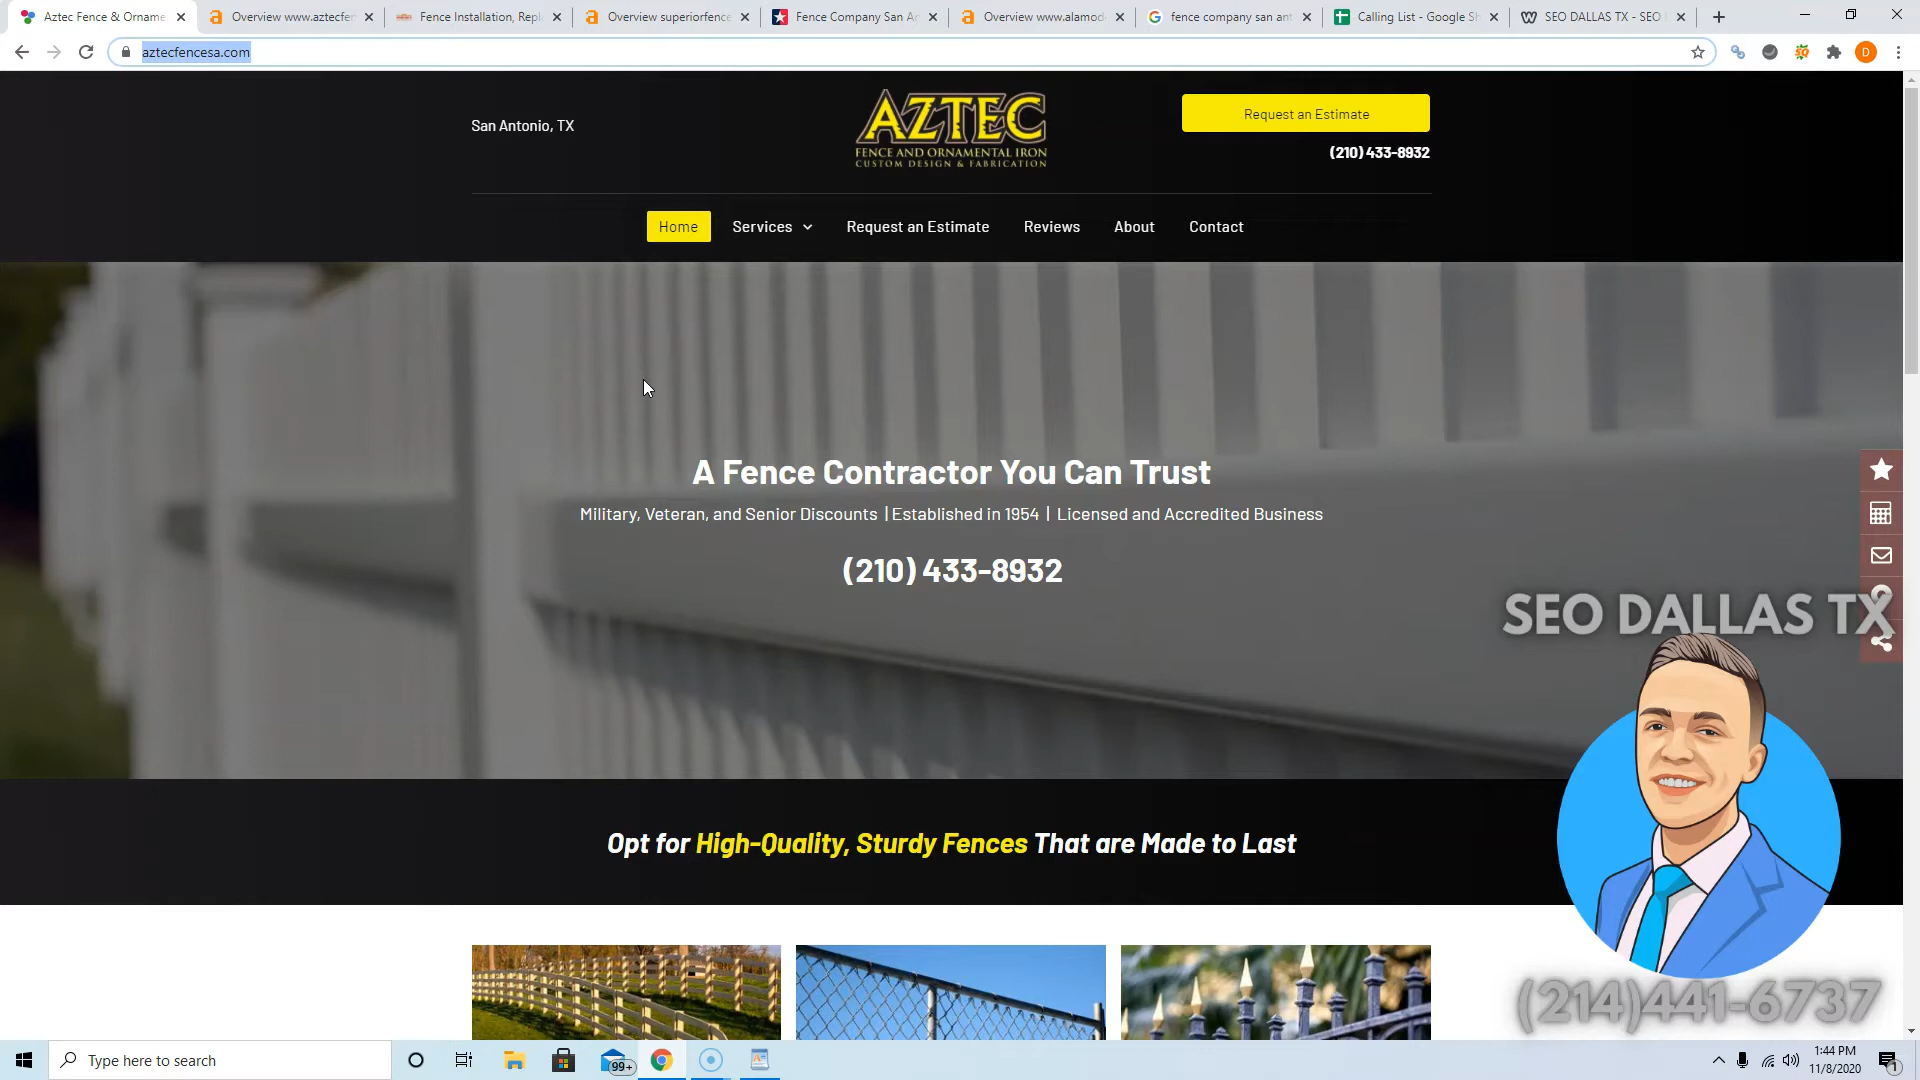 Aztec Fence & Orname
Overview www.aztecfen
Fence Installation, Repl
Overview superiorfence
Fence Company San An
Overview www.alamod
fence company san ant
Calling List - Google Sh
SEO DALLAS TX - SEO
aztecfencesa.com
D
San Antonio, TX
AZTEC
FENCE AND ORNAMENTAL IRON
CUSTOM DESIGN & FABRICATION
Request an Estimate
(210) 433-8932
Home
Services
Request an Estimate
Reviews
About
Contact
A Fence Contractor You Can Trust
Military, Veteran, and Senior Discounts | Established in 1954 | Licensed and Accredited Business
(210) 433-8932
SEO DALLAS TX
Opt for High-Quality, Sturdy Fences That are Made to Last
(214)441-6737
Type here to search
99+
1:44 PM
11/8/2020
1